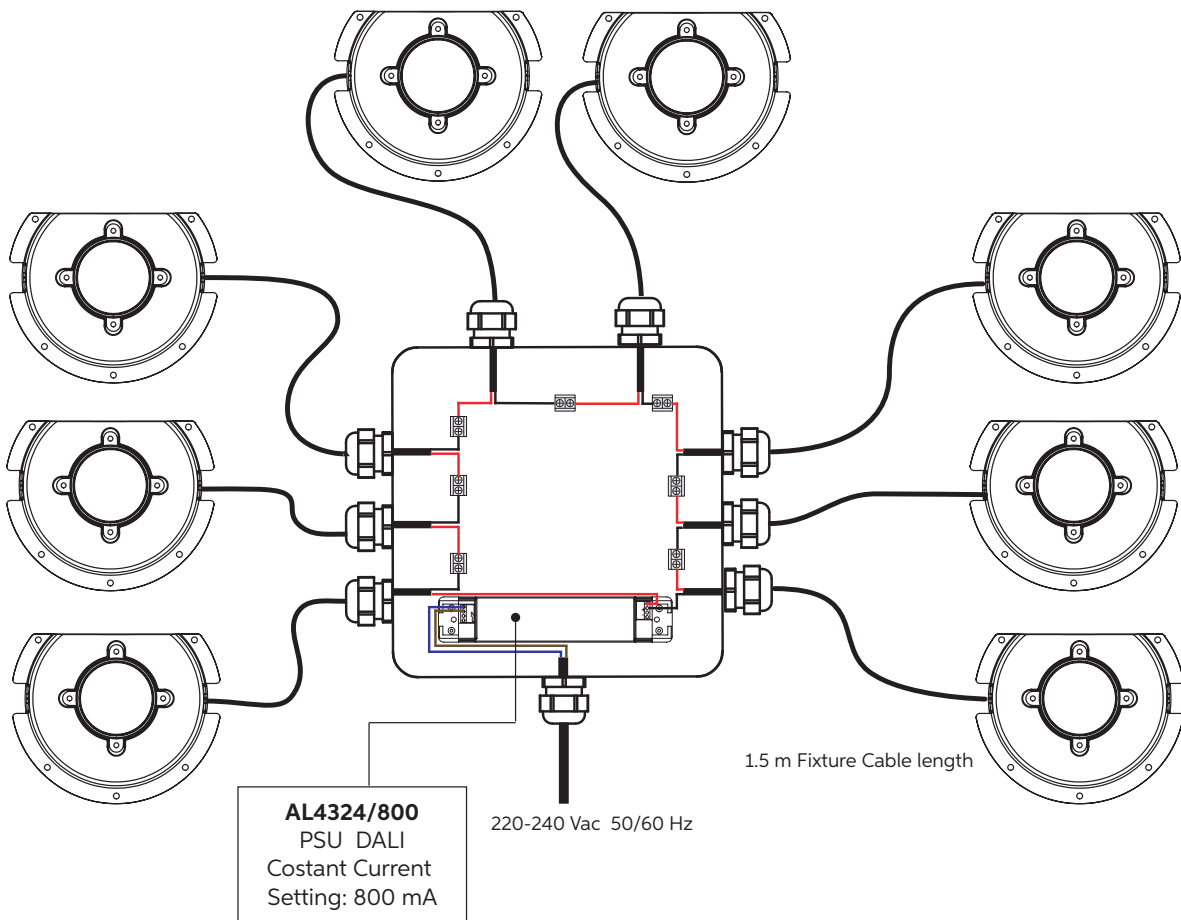 1.5 m Fixture Cable length
AL4324/800
PSU DALI
Costant Current
Setting: 800 mA
220-240 Vac 50/60 Hz